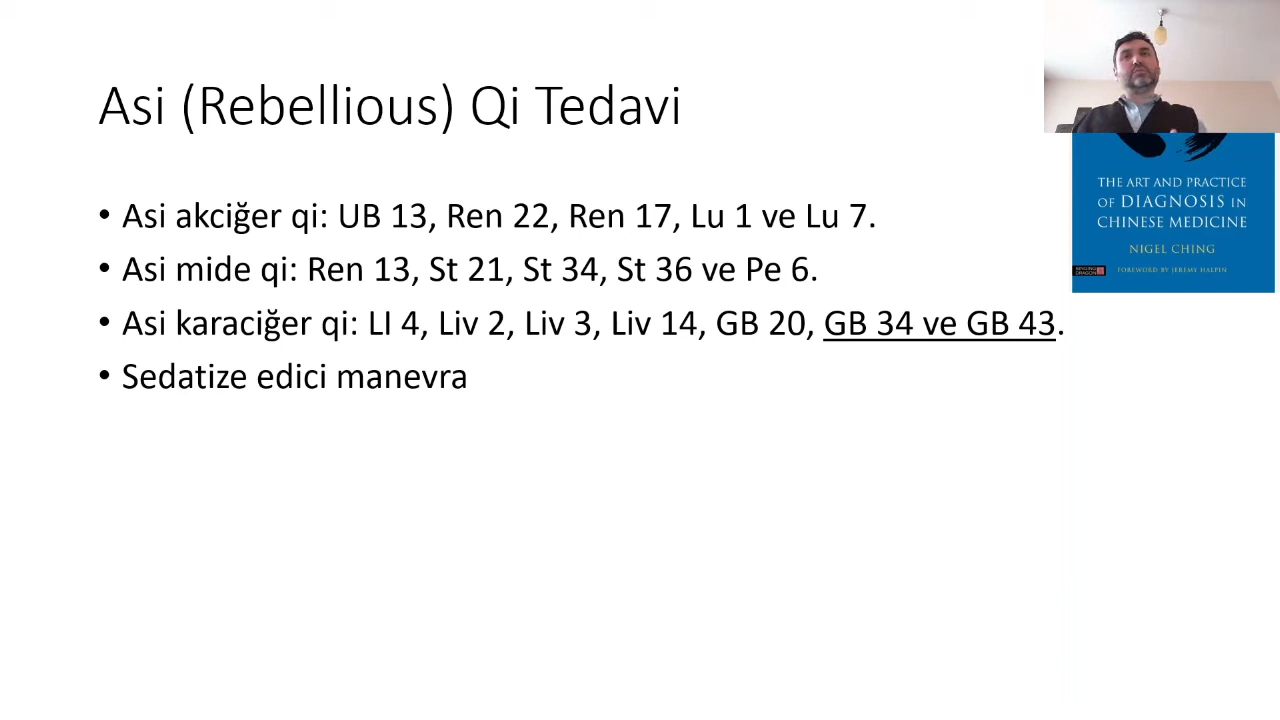 Asi (Rebellious) Qi Tedavi
• Asi akciğer qi: UB 13, Ren 22, Ren 17, Lu 1 ve Lu 7.
• Asi mide qi: Ren 13, St 21, St 34, St 36 ve Pe 6.
• Asi karaciğer qi: LI 4, Liv 2, Liv 3, Liv 14, GB 20, GB 34 ve GB 43.
• Sedatize edici manevra
THE ART AND PRACTICE
OF DIAGNOSIS IN
CHINESE MEDICINE
NIGEL CHING
SINGING
DRAGON
FOREWORD BY JEREMY HALPIN